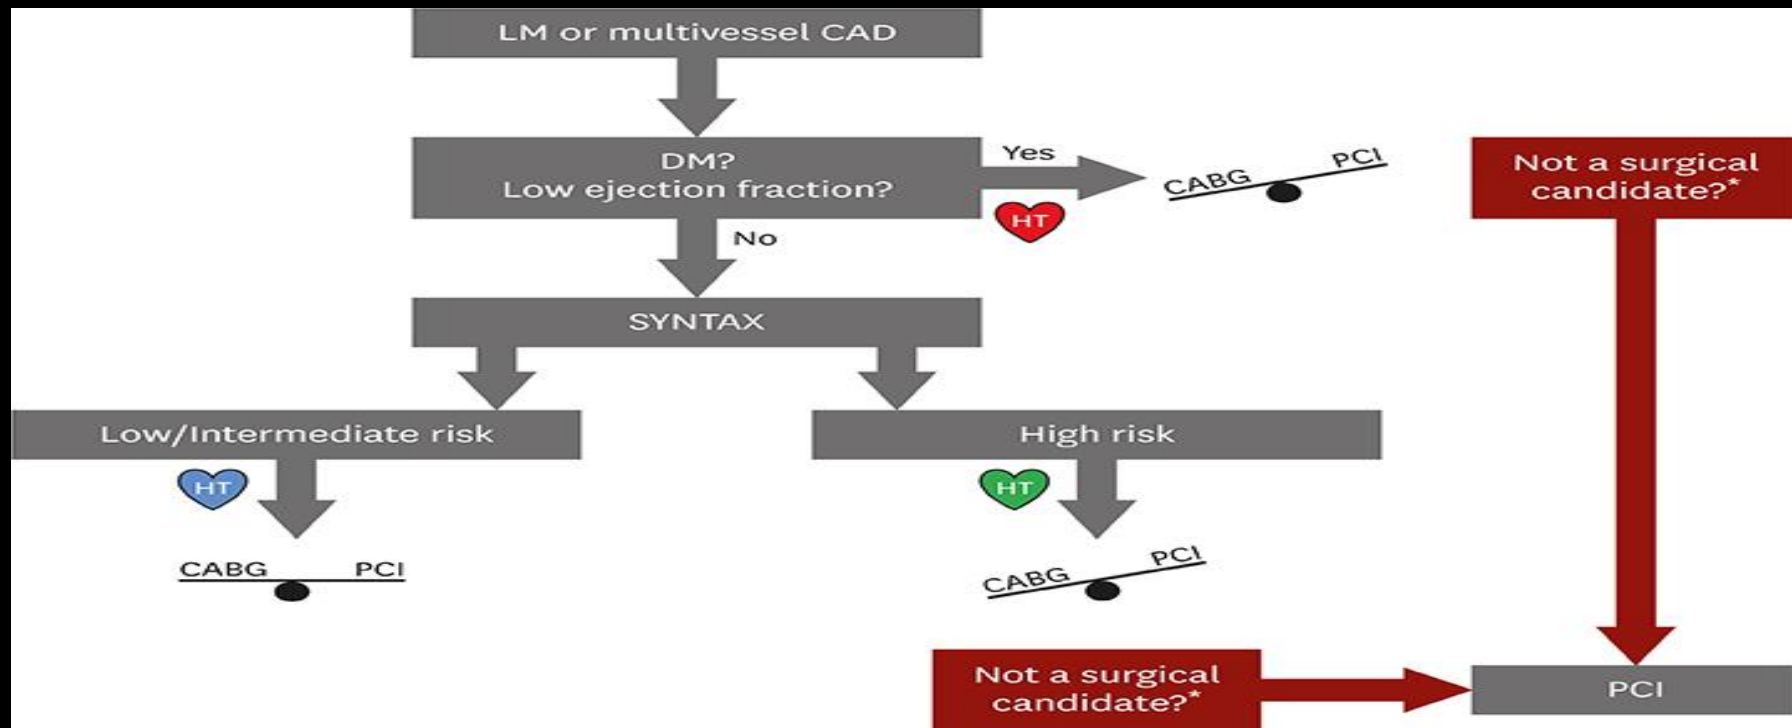 LM or multivessel CAD
DM?
Low ejection fraction?
Yes
HT
CABG PCI
Not a surgical
candidate?*
No
SYNTAX
Low/Intermediate risk
High risk
HT
HT
CABG PCI
CABG PCI
Not a surgical
candidate?*
PCI